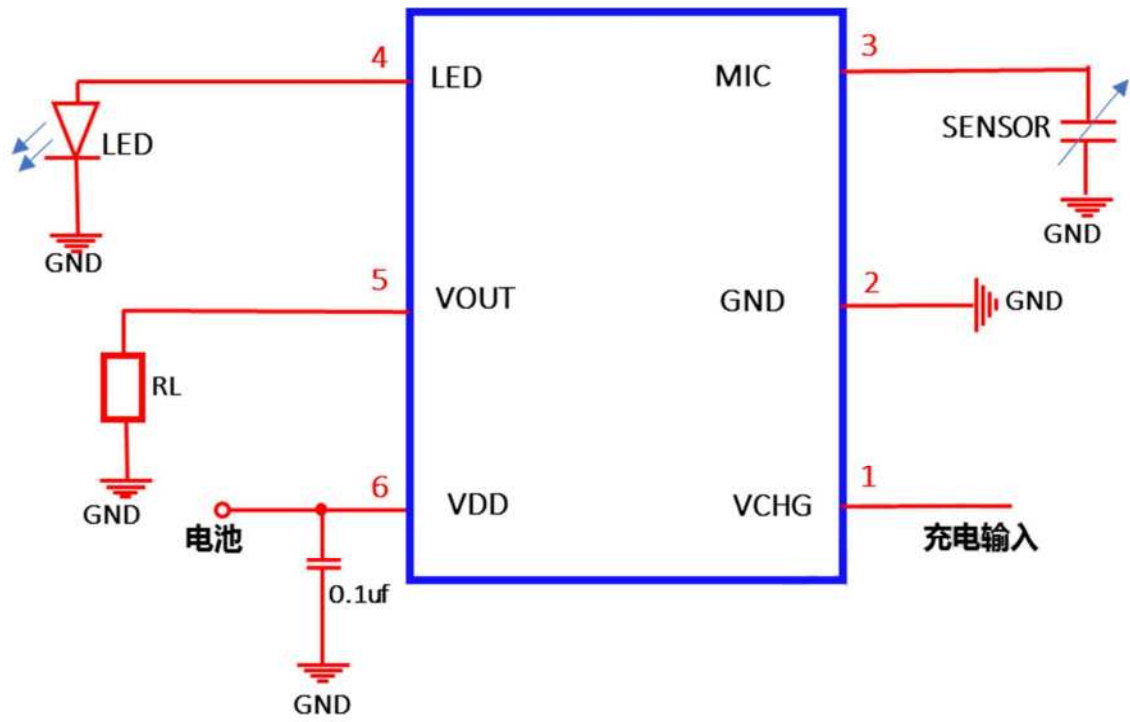 4
LED
MIC
3
LED
SENSOR
GND
GND
5
VOUT
GND
2
GND
RL
GND
6
VDD
VCHG
1
电池
充电输入
0.1uf
GND